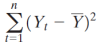 n
∑(Yₜ − Y̅)²
t=1